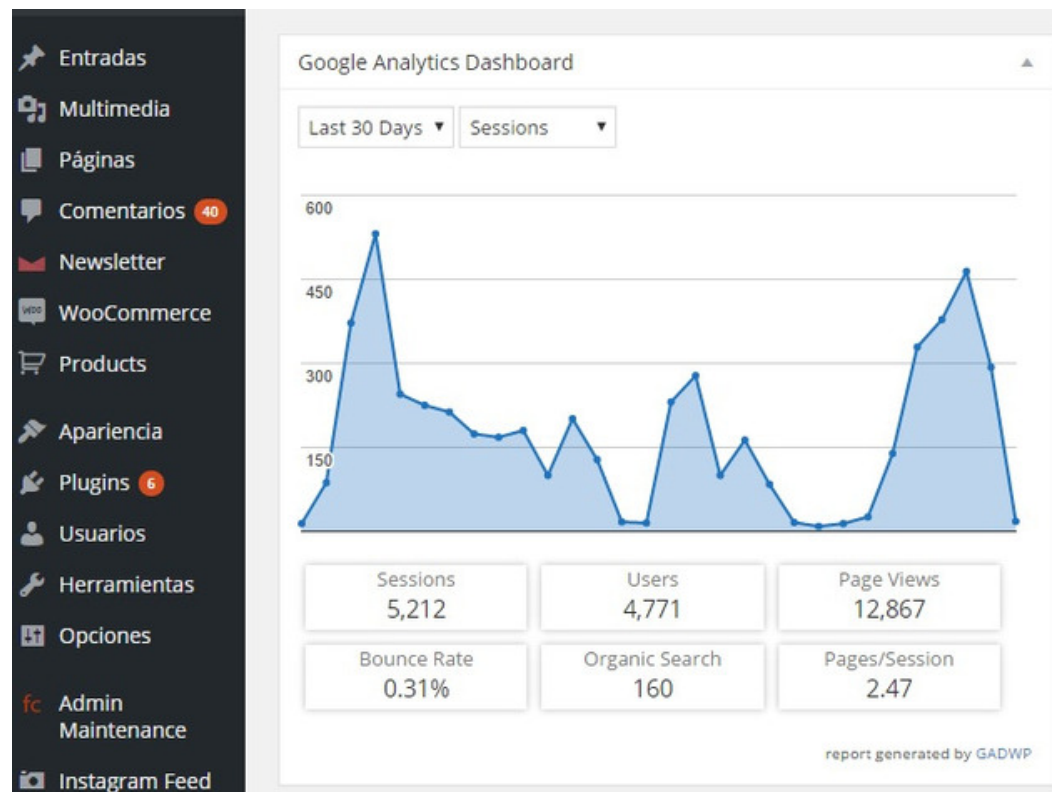 Entradas
Multimedia
Páginas
Comentarios 40
Newsletter
WooCommerce
Products
Apariencia
Plugins 6
Usuarios
Herramientas
Opciones
fc Admin
Maintenance
Instagram Feed
Google Analytics Dashboard
Last 30 Days Sessions
600
450
300
150
Sessions Users Page Views
5,212 4,771 12,867
Bounce Rate Organic Search Pages/Session
0.31% 160 2.47
report generated by GADWP